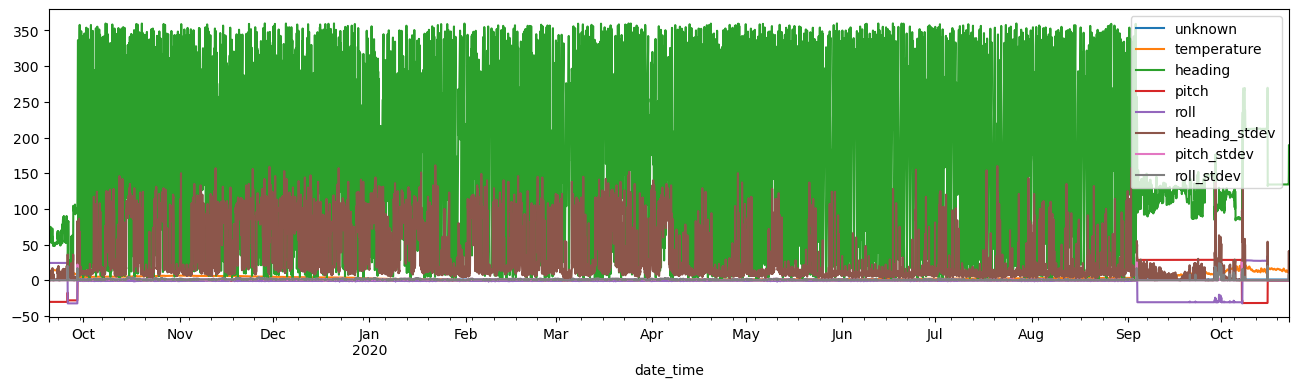 350
300
250
200
150
100
50
0
−50
Oct Nov Dec Jan Feb Mar Apr May Jun Jul Aug Sep Oct
2020
date_time
unknown
temperature
heading
pitch
roll
heading_stdev
pitch_stdev
roll_stdev